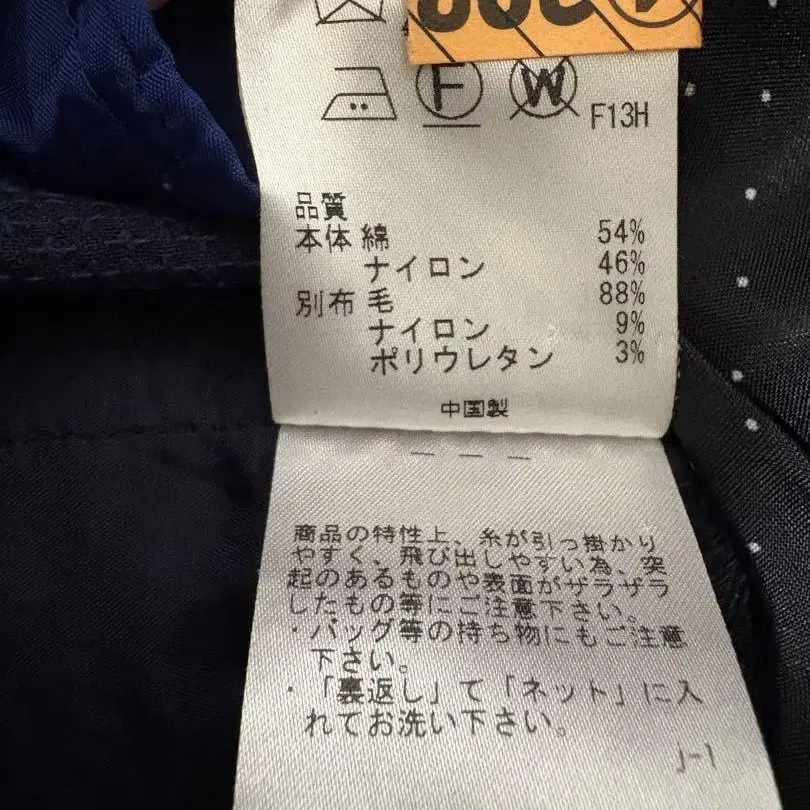 F
W
F13H
品質
本体 綿 54%
ナイロン 46%
別布 毛 88%
ナイロン 9%
ポリウレタン 3%
中国製
商品の特性上、糸が引っ掛かり
やすく、飛び出しやすい為、突
起のあるものや表面がザラザラ
したもの等にご注意下さい。
・バッグ等の持ち物にもご注意
下さい。
・「裏返し」て「ネット」に入
れてお洗い下さい。
J-1